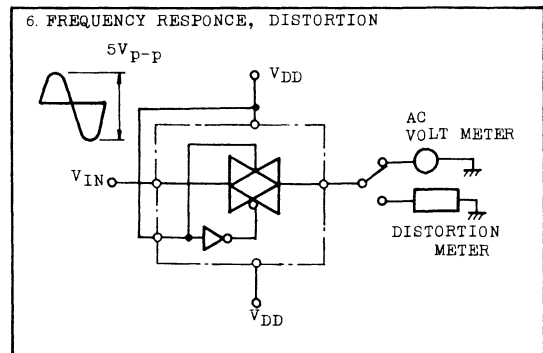 6. FREQUENCY RESPONCE, DISTORTION
5Vp-p
VDD
AC
VOLT METER
VIN
DISTORTION
METER
VDD